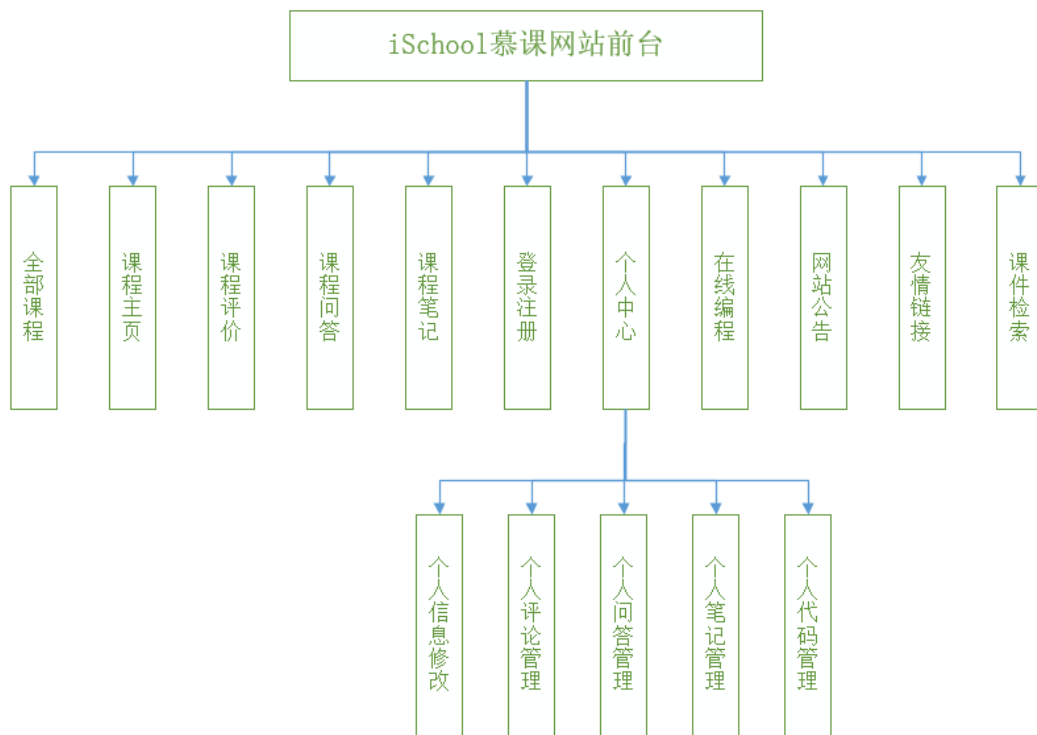 iSchool慕课网站前台
全部课程
课程主页
课程评价
课程问答
课程笔记
登录注册
个人中心
在线编程
网站公告
友情链接
课件检索
个人信息修改
个人评论管理
个人问答管理
个人笔记管理
个人代码管理